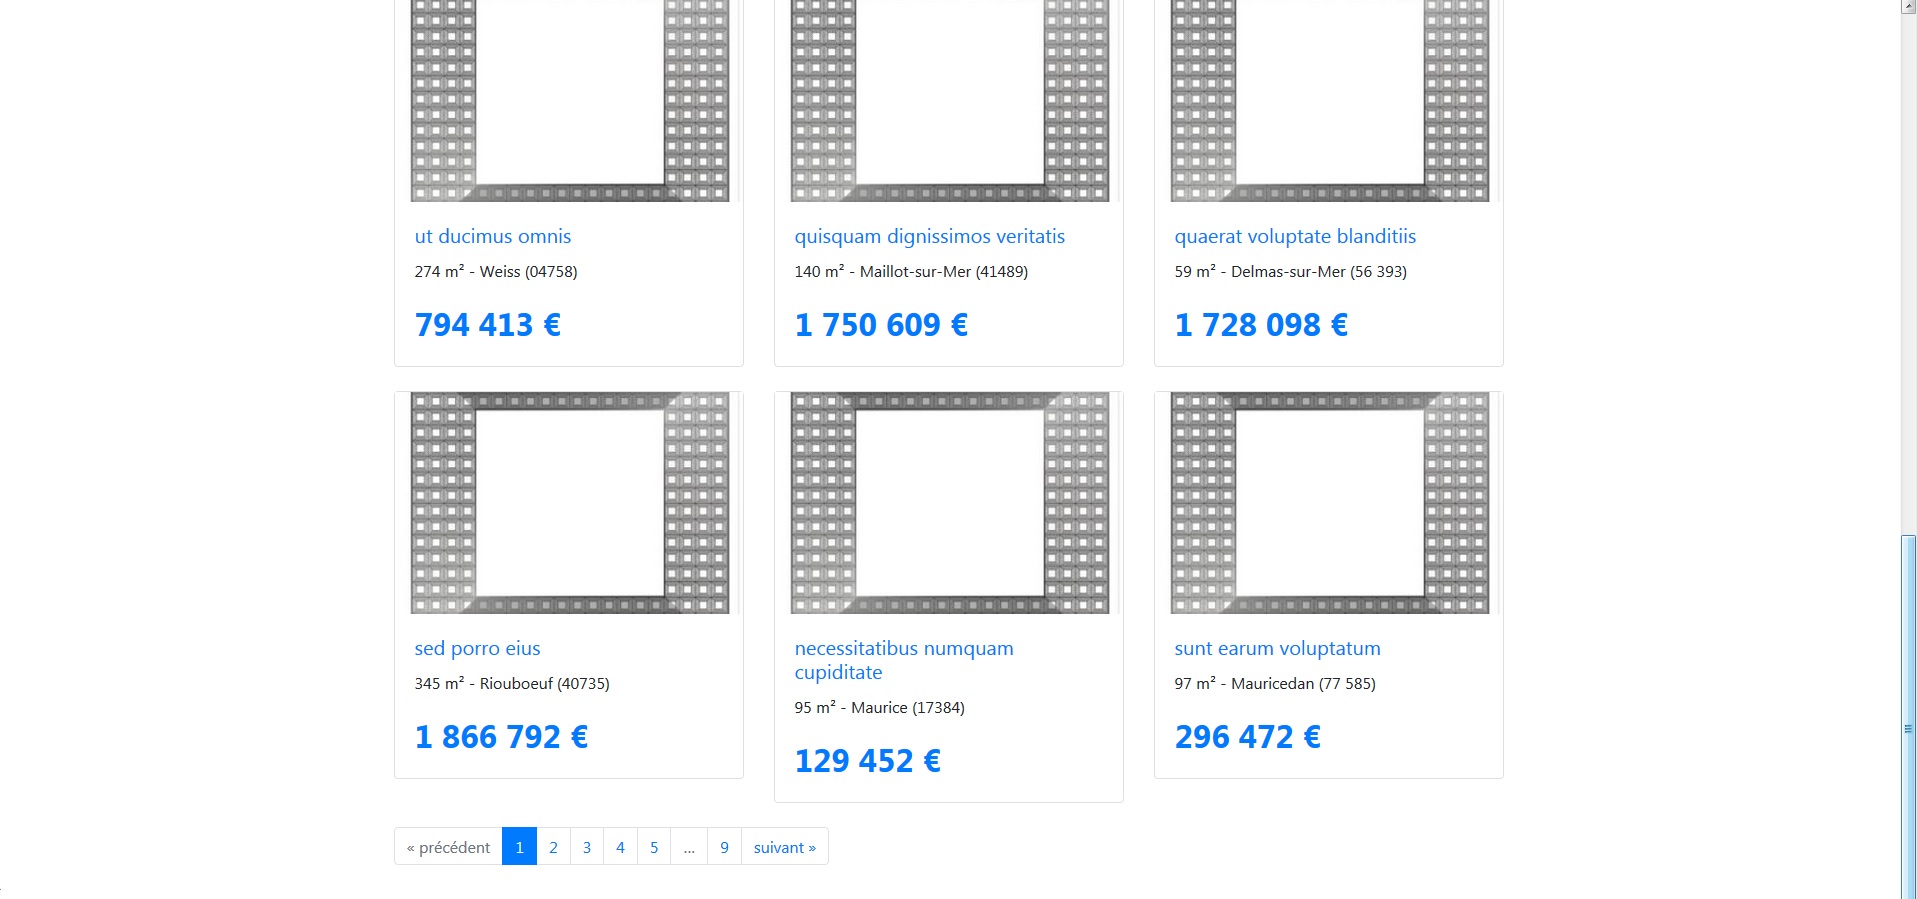 ut ducimus omnis
274 m² - Weiss (04758)
794 413 €
quisquam dignissimos veritatis
140 m² - Maillot-sur-Mer (41489)
1 750 609 €
quaerat voluptate blanditiis
59 m² - Delmas-sur-Mer (56 393)
1 728 098 €
sed porro eius
345 m² - Riouboeuf (40735)
1 866 792 €
necessitatibus numquam
cupiditate
95 m² - Maurice (17384)
129 452 €
sunt earum voluptatum
97 m² - Mauricedan (77 585)
296 472 €
« précédent 1 2 3 4 5 ... 9 suivant »